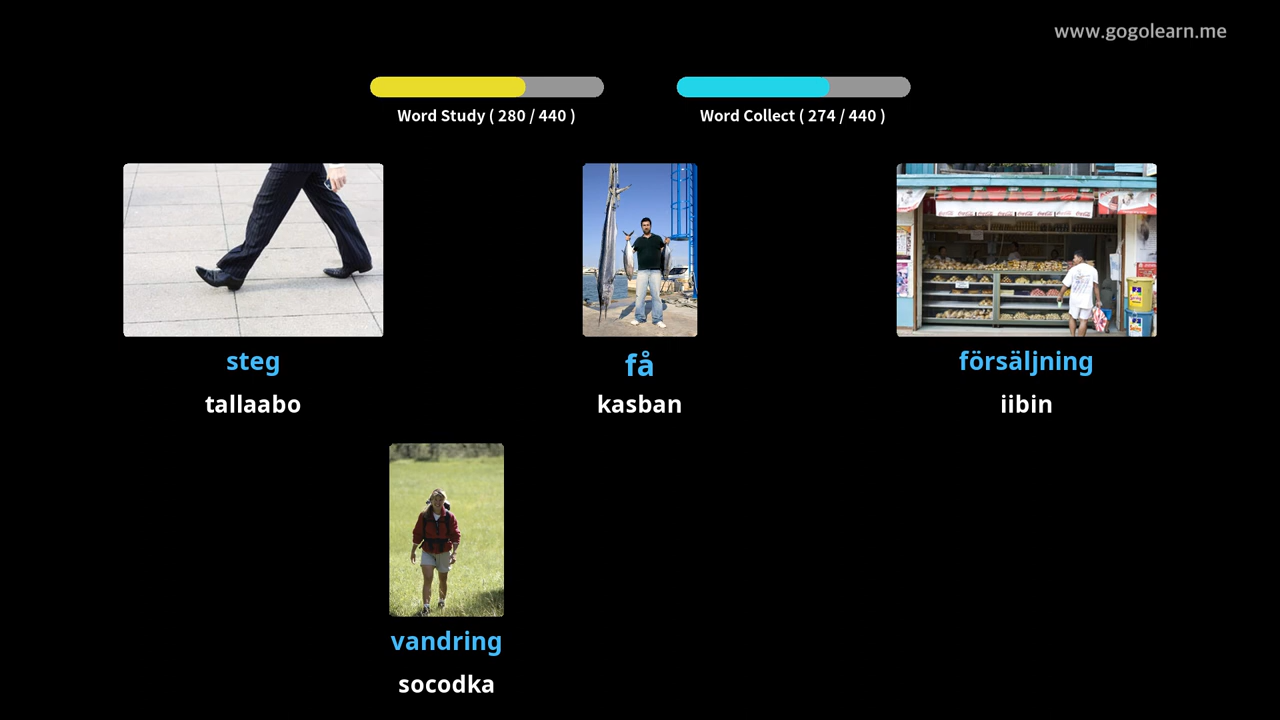 www.gogolearn.me
Word Study ( 280 / 440 )
Word Collect ( 274 / 440 )
steg
tallaabo
få
kasban
försäljning
iibin
vandring
socodka